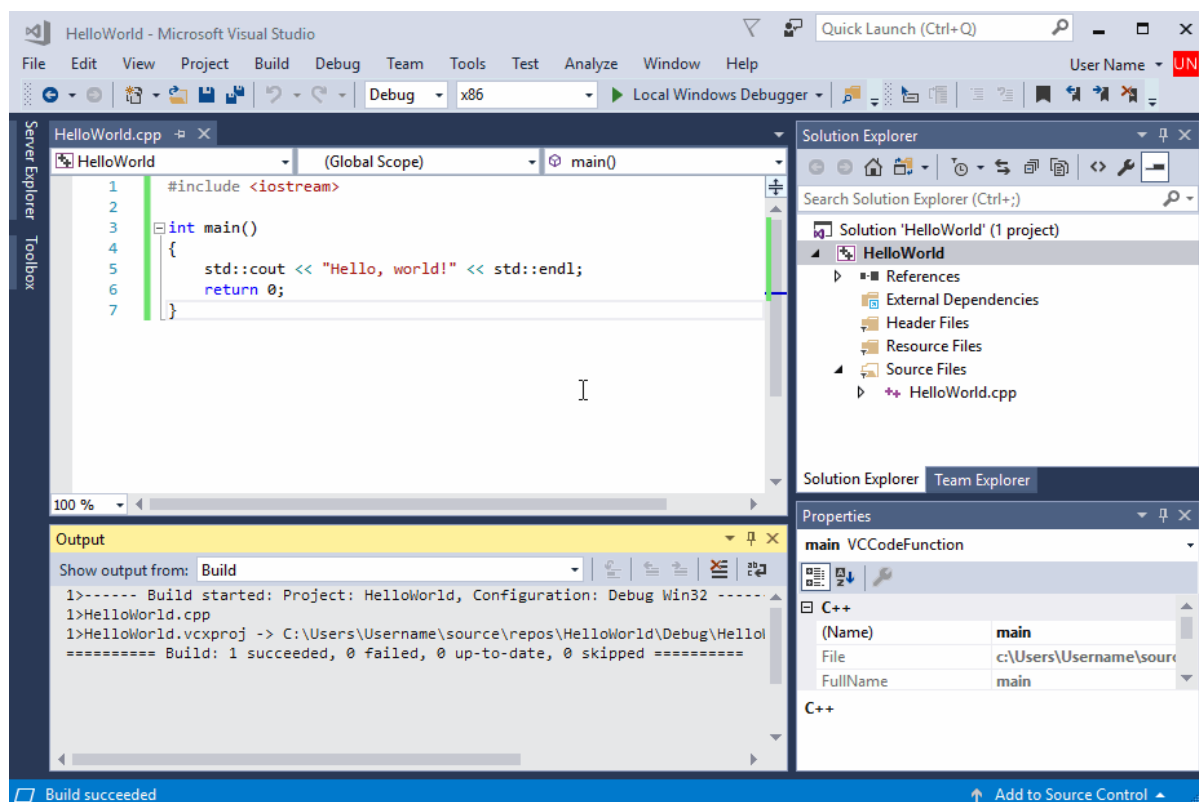 HelloWorld - Microsoft Visual Studio
Quick Launch (Ctrl+Q)
File Edit View Project Build Debug Team Tools Test Analyze Window Help
User Name UN
Debug x86 Local Windows Debugger
Server Explorer
Toolbox
HelloWorld.cpp
HelloWorld (Global Scope) main()
1 #include <iostream>
2
3 int main()
4 {
5 std::cout << "Hello, world!" << std::endl;
6 return 0;
7 }
100 %
Output
Show output from: Build
1>------ Build started: Project: HelloWorld, Configuration: Debug Win32 -----
1>HelloWorld.cpp
1>HelloWorld.vcxproj -> C:\Users\Username\source\repos\HelloWorld\Debug\Hello
========== Build: 1 succeeded, 0 failed, 0 up-to-date, 0 skipped ==========
Solution Explorer
Search Solution Explorer (Ctrl+;)
Solution 'HelloWorld' (1 project)
HelloWorld
References
External Dependencies
Header Files
Resource Files
Source Files
HelloWorld.cpp
Solution Explorer Team Explorer
Properties
main VCCodeFunction
C++
(Name) main
File c:\Users\Username\sourc
FullName main
C++
Build succeeded
Add to Source Control